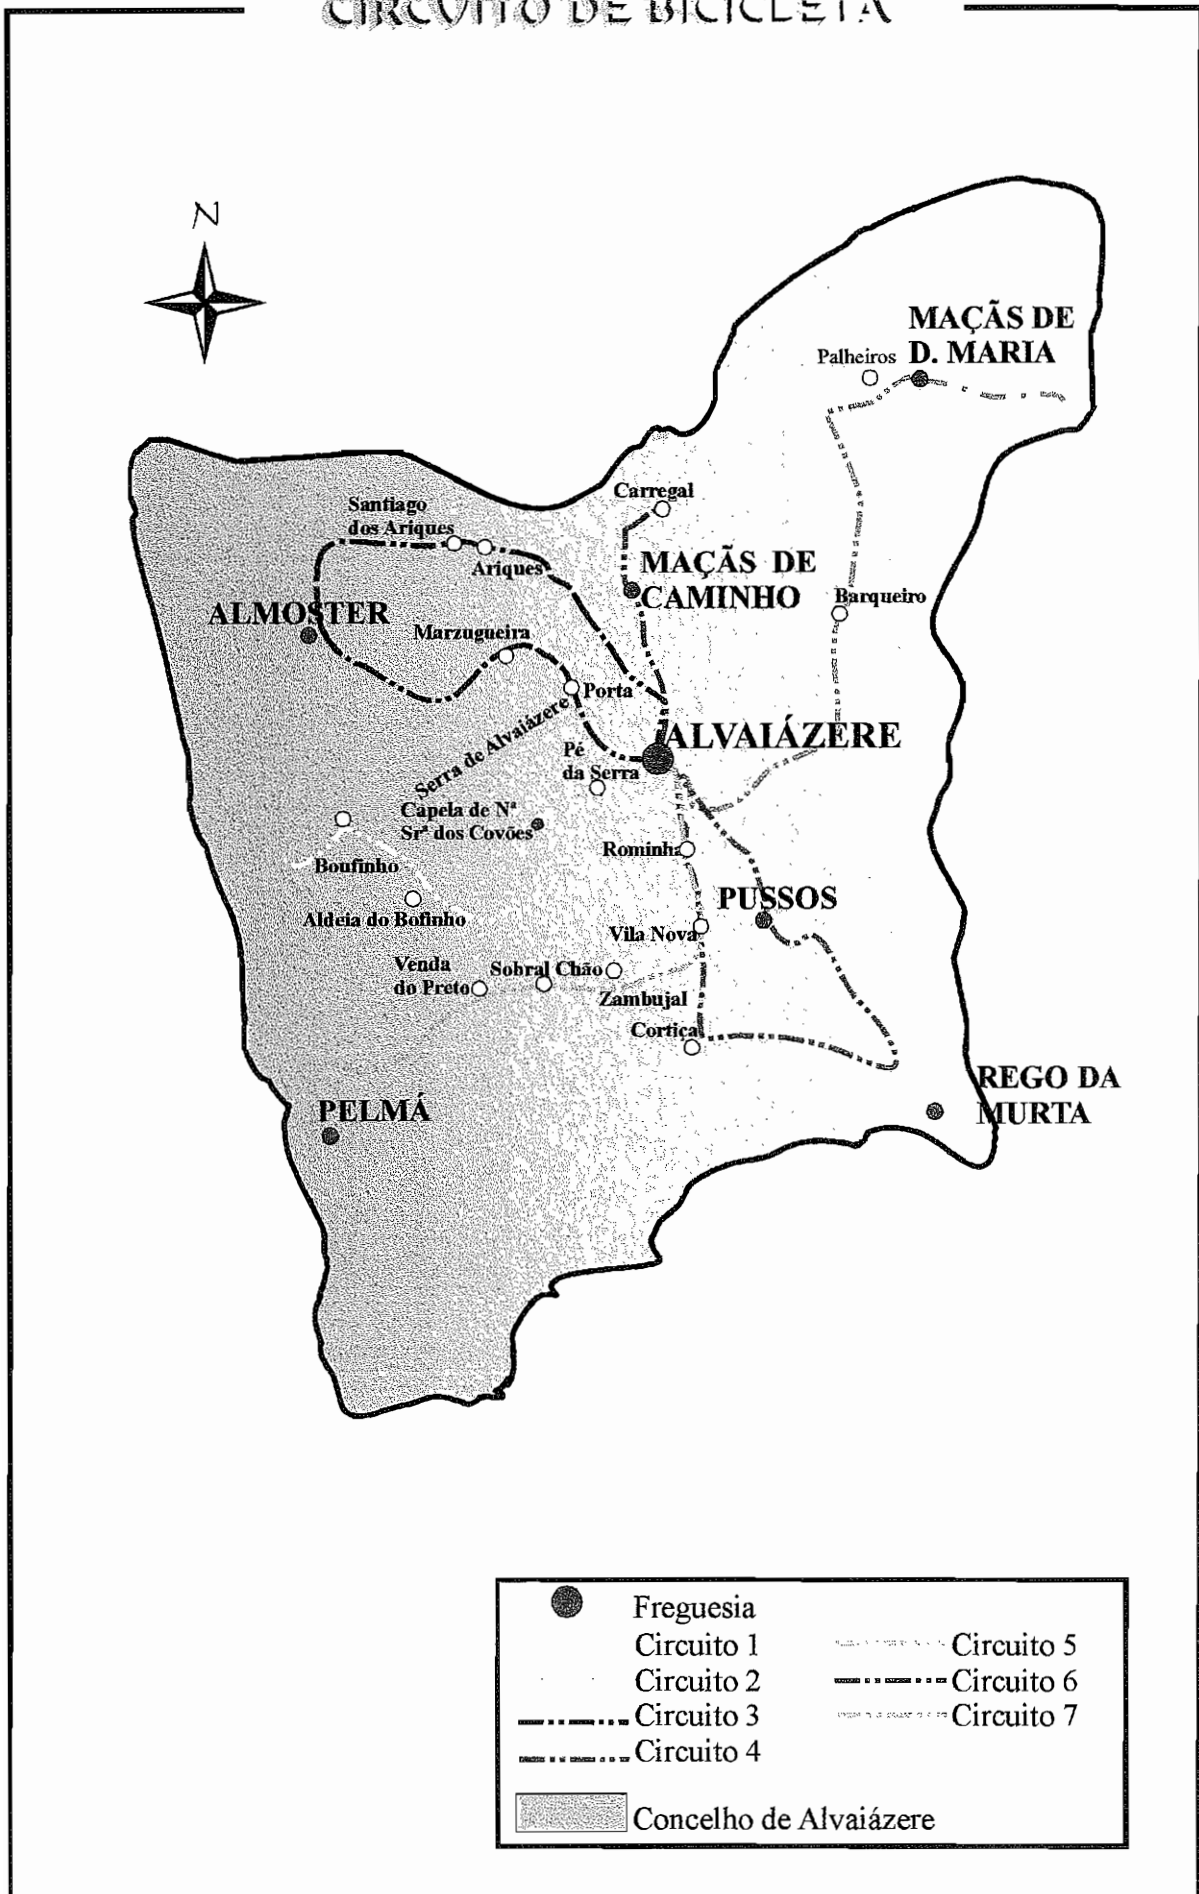 CIRCUITO DE BICICLETA
N
MAÇÃS DE
D. MARIA
Palheiros
Carregal
Santiago
dos Ariques
Ariques
MAÇÃS DE
CAMINHO
Barqueiro
ALMOSTER
Marzugueira
Porta
Serra de Alvaiázere
ALVAIÁZERE
Pé
da Serra
Capela de Nª
Srª dos Covões
Rominha
Boufinho
PUSSOS
Aldeia do Bofinho
Vila Nova
Venda
do Preto
Sobral Chão
Zambujal
Cortiça
REGO DA
MURTA
PELMÁ
Freguesia
Circuito 1
Circuito 2
Circuito 3
Circuito 4
Circuito 5
Circuito 6
Circuito 7
Concelho de Alvaiázere